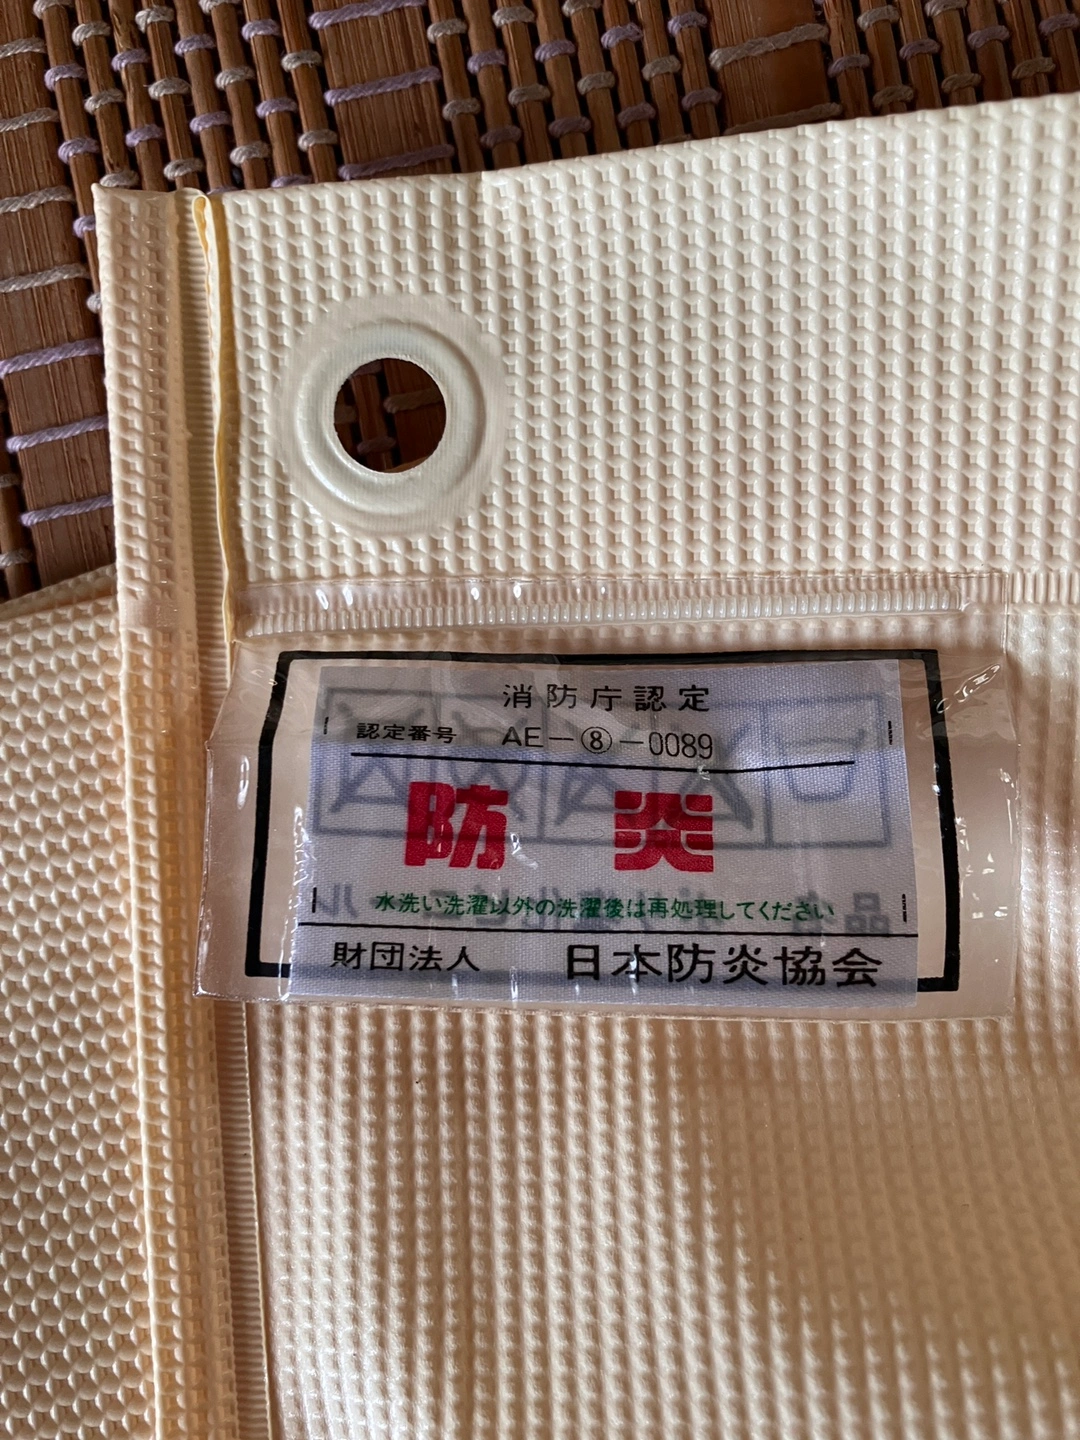 消防庁認定
認定番号 AE－⑧－0089
防炎
水洗い洗濯以外の洗濯後は再処理してください
財団法人 日本防炎協会